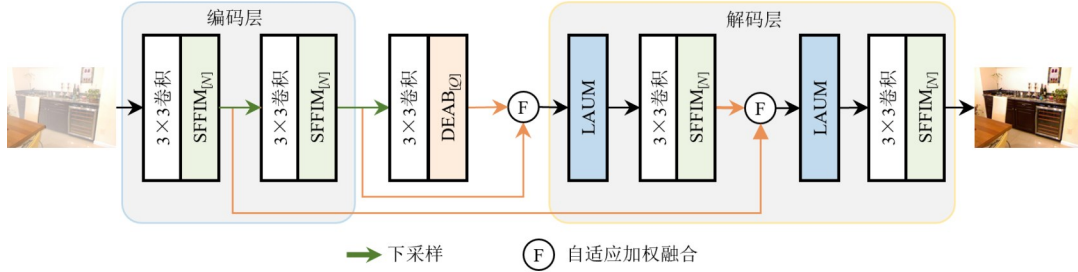 编码层
解码层
3×3卷积
SFFIM[N]
3×3卷积
SFFIM[N]
3×3卷积
DEAB[Q]
F
LAUM
3×3卷积
SFFIM[N]
F
LAUM
3×3卷积
SFFIM[N]
下采样
F
自适应加权融合